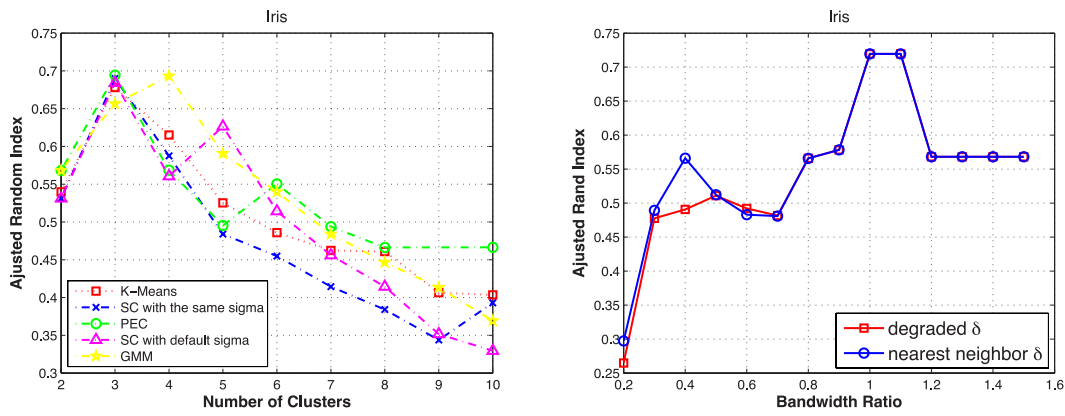 Iris
0.75
0.7
0.65
0.6
0.55
0.5
0.45
0.4
0.35
0.3
Ajusted Random Index
2 3 4 5 6 7 8 9 10
Number of Clusters
K-Means
SC with the same sigma
PEC
SC with default sigma
GMM
Iris
0.75
0.7
0.65
0.6
0.55
0.5
0.45
0.4
0.35
0.3
0.25
Ajusted Rand Index
0.2 0.4 0.6 0.8 1 1.2 1.4 1.6
Bandwidth Ratio
degraded δ
nearest neighbor δ